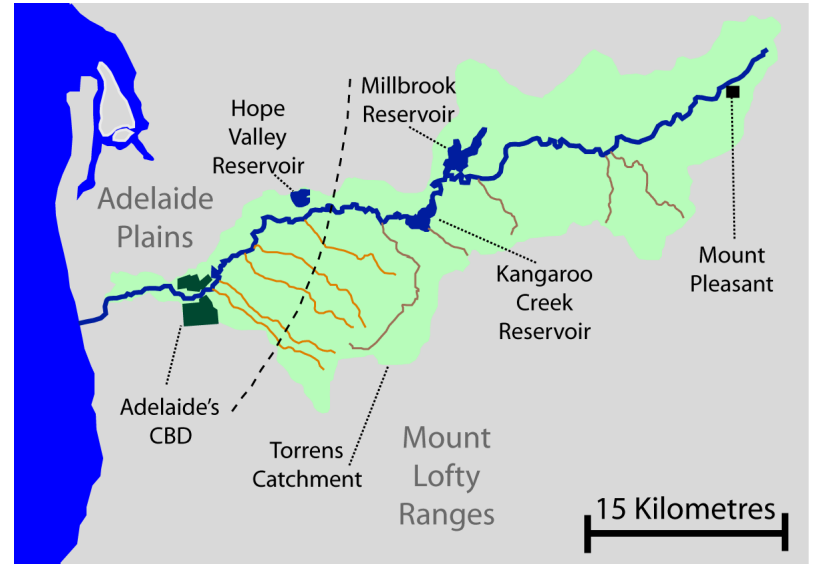 Millbrook
Reservoir
Hope
Valley
Reservoir
Adelaide
Plains
Mount
Pleasant
Kangaroo
Creek
Reservoir
Adelaide's
CBD
Torrens
Catchment
Mount
Lofty
Ranges
15 Kilometres